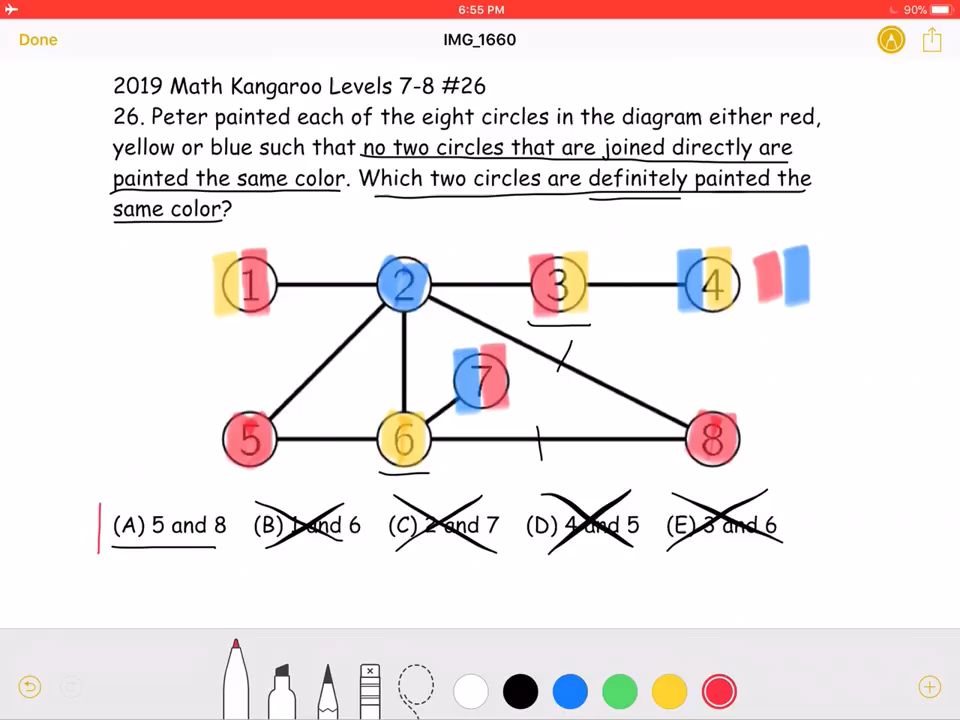 6:55 PM
90%
Done
IMG_1660
2019 Math Kangaroo Levels 7-8 #26
26. Peter painted each of the eight circles in the diagram either red,
yellow or blue such that no two circles that are joined directly are
painted the same color. Which two circles are definitely painted the
same color?
1 2 3 4
7
5 6 8
(A) 5 and 8 (B) 1 and 6 (C) 2 and 7 (D) 4 and 5 (E) 3 and 6